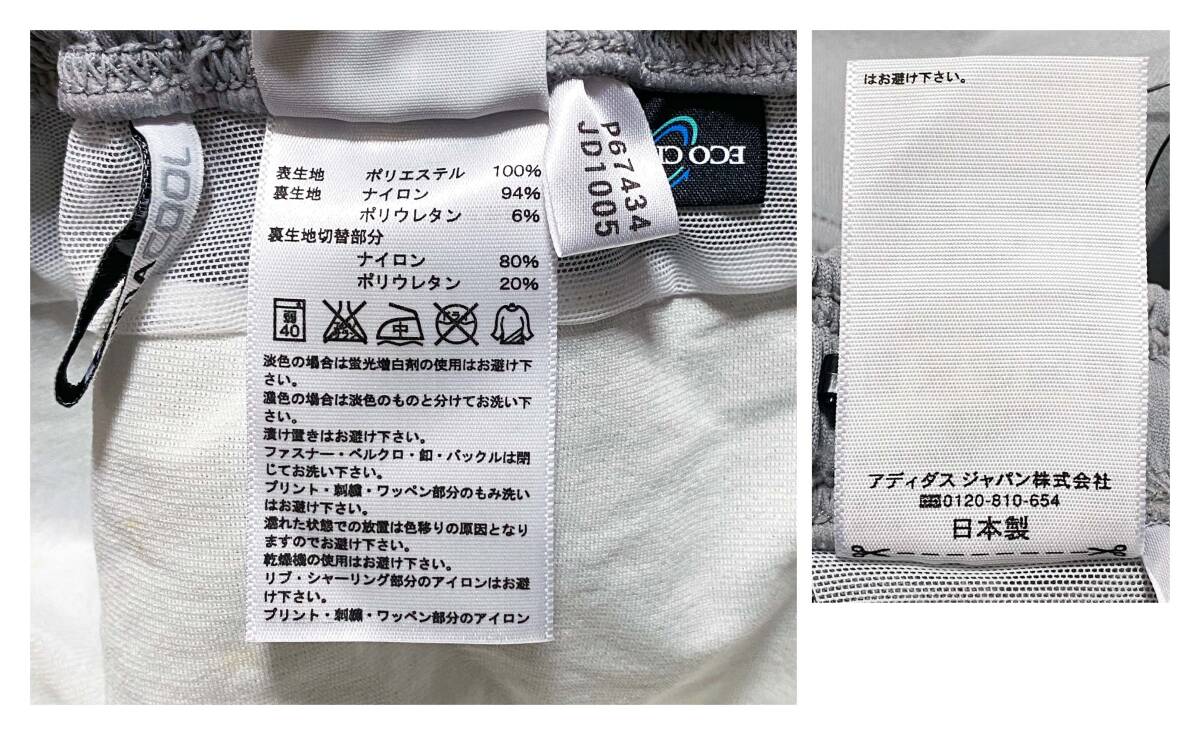 表生地 ポリエステル 100%
裏生地 ナイロン 94%
ポリウレタン 6%
裏生地切替部分
ナイロン 80%
ポリウレタン 20%
弱
40
中
淡色の場合は蛍光増白剤の使用はお避け下
さい。
濃色の場合は淡色のものと分けてお洗い下
さい。
漬け置きはお避け下さい。
ファスナー・ベルクロ・釦・バックルは閉
じてお洗い下さい。
プリント・刺繍・ワッペン部分のもみ洗い
はお避け下さい。
濡れた状態での放置は色移りの原因となり
ますのでお避け下さい。
乾燥機の使用はお避け下さい。
リブ・シャーリング部分のアイロンはお避
け下さい。
プリント・刺繍・ワッペン部分のアイロン
P67434
JD1005
ECO
はお避け下さい。
アディダス ジャパン株式会社
0120-810-654
日本製